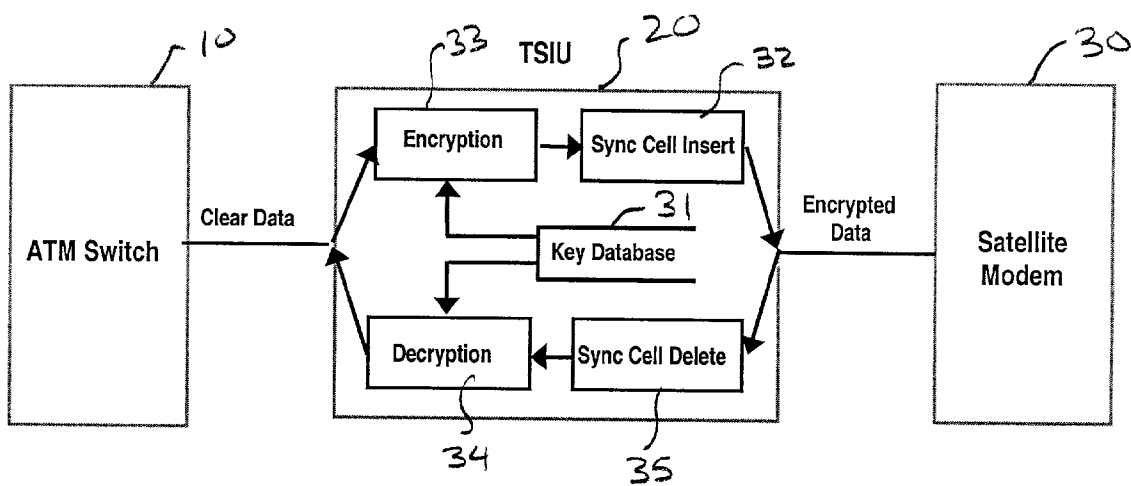 10
33
TSIU
20
32
30
Encryption
Sync Cell Insert
Clear Data
31
Encrypted
Data
ATM Switch
Key Database
Satellite
Modem
Decryption
Sync Cell Delete
34
35